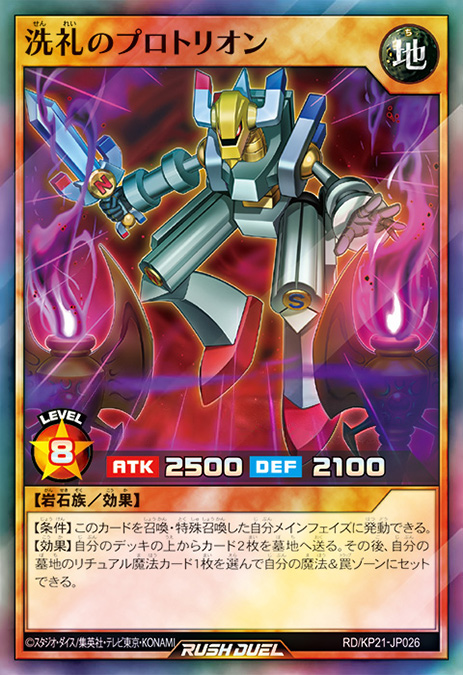 洗礼のプロトリオン
せん れい
地
N
S
LEVEL
8
ATK 2500 DEF 2100
【岩石族／効果】
【条件】このカードを召喚・特殊召喚した自分メインフェイズに発動できる。
【効果】自分のデッキの上からカード2枚を墓地へ送る。その後、自分の
墓地のリチュアル魔法カード1枚を選んで自分の魔法&罠ゾーンにセット
できる。
©スタジオ・ダイス/集英社・テレビ東京・KONAMI
RUSH DUEL
RD/KP21-JP026